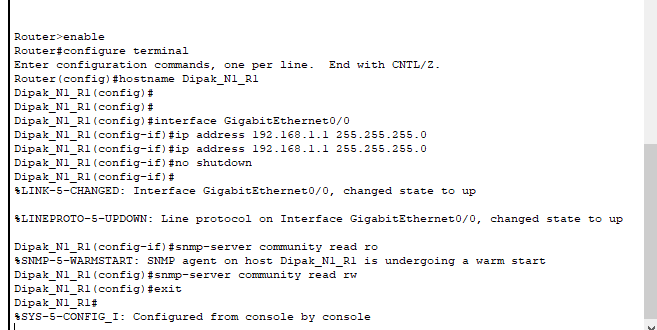 Router>enable
Router#configure terminal
Enter configuration commands, one per line.  End with CNTL/Z.
Router(config)#hostname Dipak_N1_R1
Dipak_N1_R1(config)#
Dipak_N1_R1(config)#
Dipak_N1_R1(config)#interface GigabitEthernet0/0
Dipak_N1_R1(config-if)#ip address 192.168.1.1 255.255.255.0
Dipak_N1_R1(config-if)#ip address 192.168.1.1 255.255.255.0
Dipak_N1_R1(config-if)#no shutdown
Dipak_N1_R1(config-if)#
%LINK-5-CHANGED: Interface GigabitEthernet0/0, changed state to up
%LINEPROTO-5-UPDOWN: Line protocol on Interface GigabitEthernet0/0, changed state to up
Dipak_N1_R1(config-if)#snmp-server community read ro
%SNMP-5-WARMSTART: SNMP agent on host Dipak_N1_R1 is undergoing a warm start
Dipak_N1_R1(config)#snmp-server community read rw
Dipak_N1_R1(config)#exit
Dipak_N1_R1#
%SYS-5-CONFIG_I: Configured from console by console